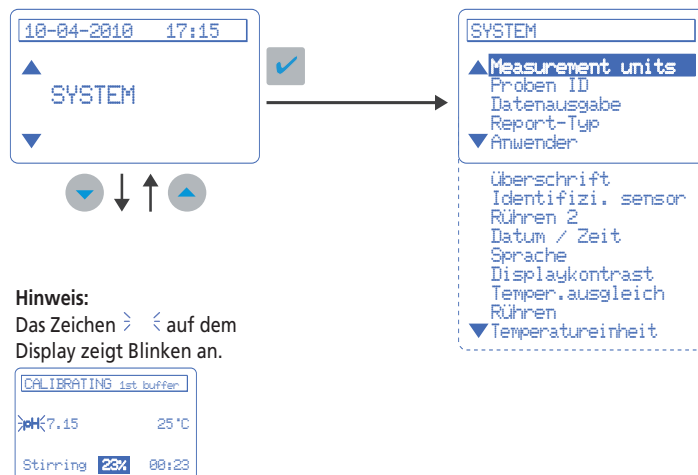 10-04-2010 17:15
SYSTEM
SYSTEM
Measurement units
Proben ID
Datenausgabe
Report-Typ
Anwender
überschrift
Identifizi. sensor
Rühren 2
Datum / Zeit
Sprache
Displaykontrast
Temper.ausgleich
Rühren
Temperatureinheit
Hinweis:
Das Zeichen auf dem
Display zeigt Blinken an.
CALIBRATING 1st buffer
pH 7.15 25°C
Stirring 23% 00:23